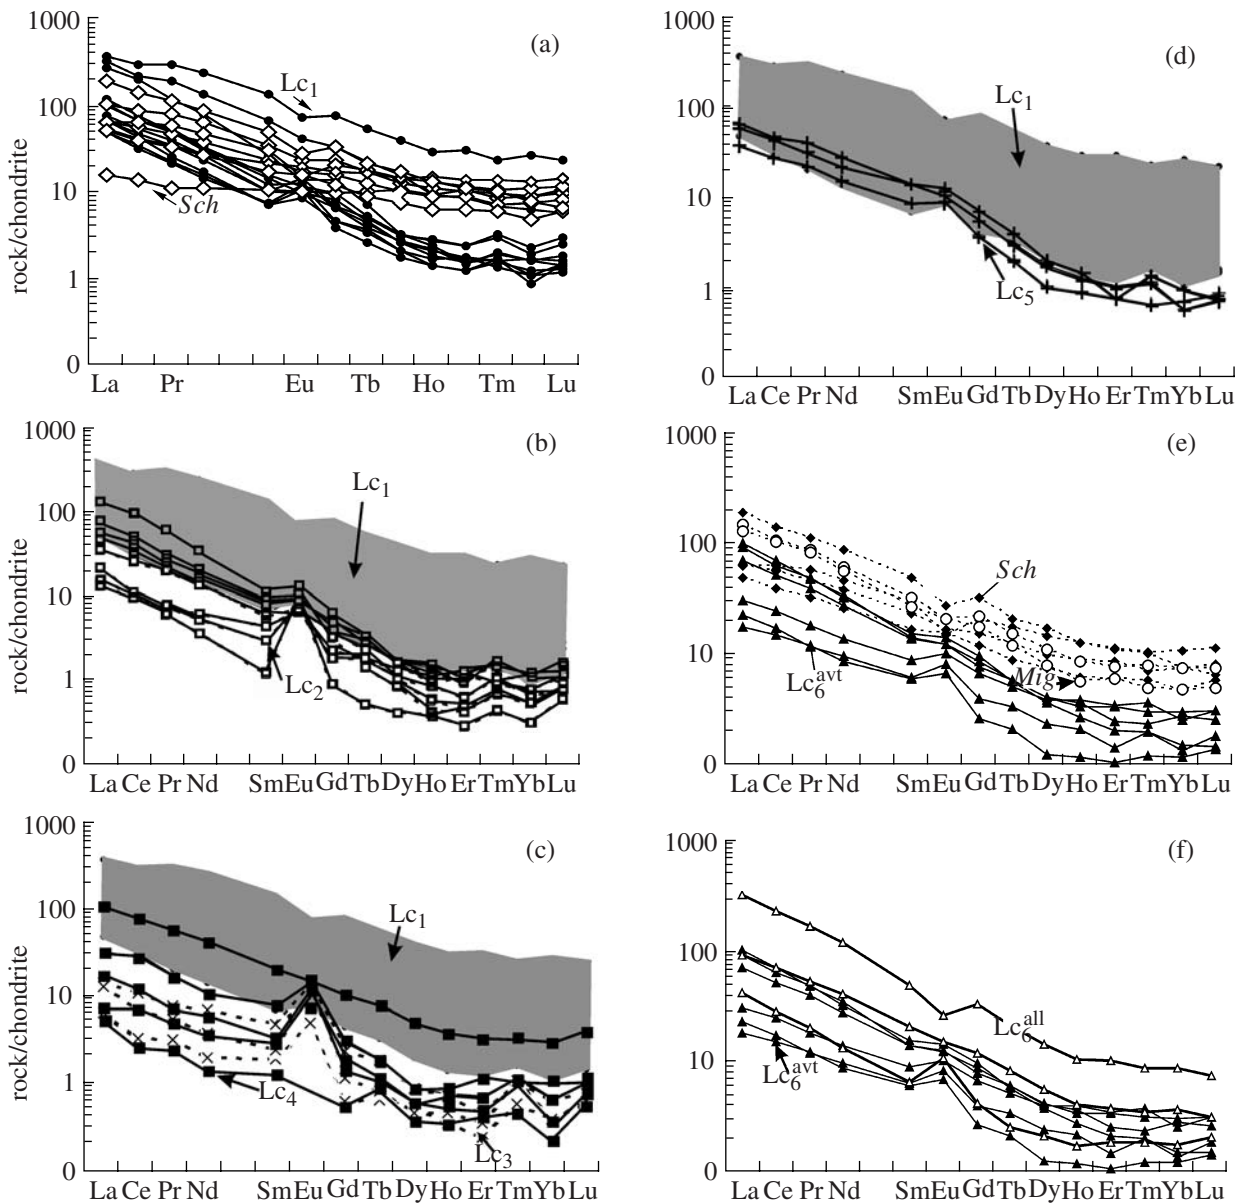 1000
(a)
Lc1
100
10
Sch
1
0
rock/chondrite
La Pr Eu Tb Ho Tm Lu
1000
(b)
Lc1
100
10
Lc2
1
0
rock/chondrite
La Ce Pr Nd Sm Eu Gd Tb Dy Ho Er Tm Yb Lu
1000
(c)
Lc1
100
10
1
Lc4
Lc3
0
rock/chondrite
La Ce Pr Nd Sm Eu Gd Tb Dy Ho Er Tm Yb Lu
1000
(d)
Lc1
100
10
Lc5
1
0
La Ce Pr Nd Sm Eu Gd Tb Dy Ho Er Tm Yb Lu
1000
(e)
100
Sch
10
Mig
Lc6avt
1
0
La Ce Pr Nd Sm Eu Gd Tb Dy Ho Er Tm Yb Lu
1000
(f)
100
Lc6all
10
Lc6avt
1
0
La Ce Pr Nd Sm Eu Gd Tb Dy Ho Er Tm Yb Lu